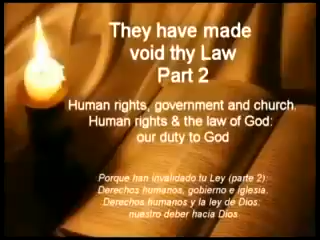 They have made
void thy Law
Part 2
Human rights, government and church.
Human rights & the law of God:
our duty to God
Porque han invalidado tu Ley (parte 2):
Derechos humanos, gobierno e iglesia.
Derechos humanos y la ley de Dios:
nuestro deber hacia Dios